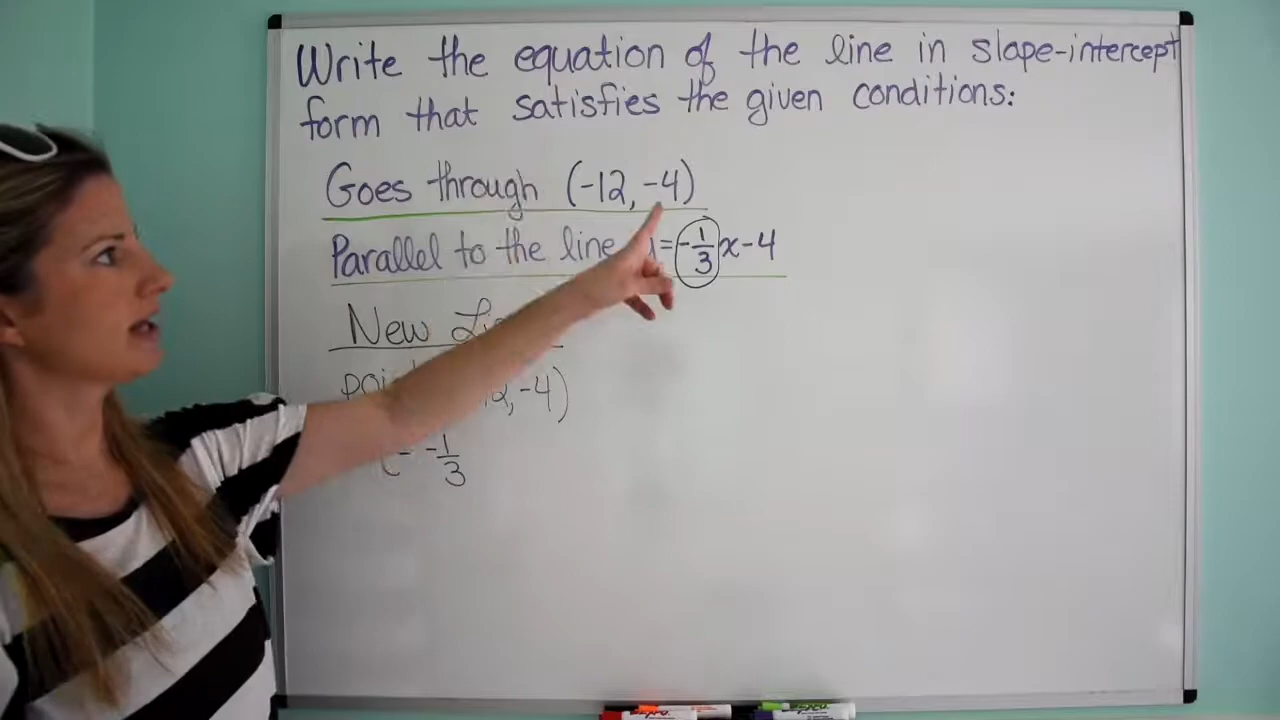 Write the equation of the line in slope-intercept
form that satisfies the given conditions:
Goes through (-12, -4)
Parallel to the line = -1/3 x - 4
New
, -4)
- 1/3